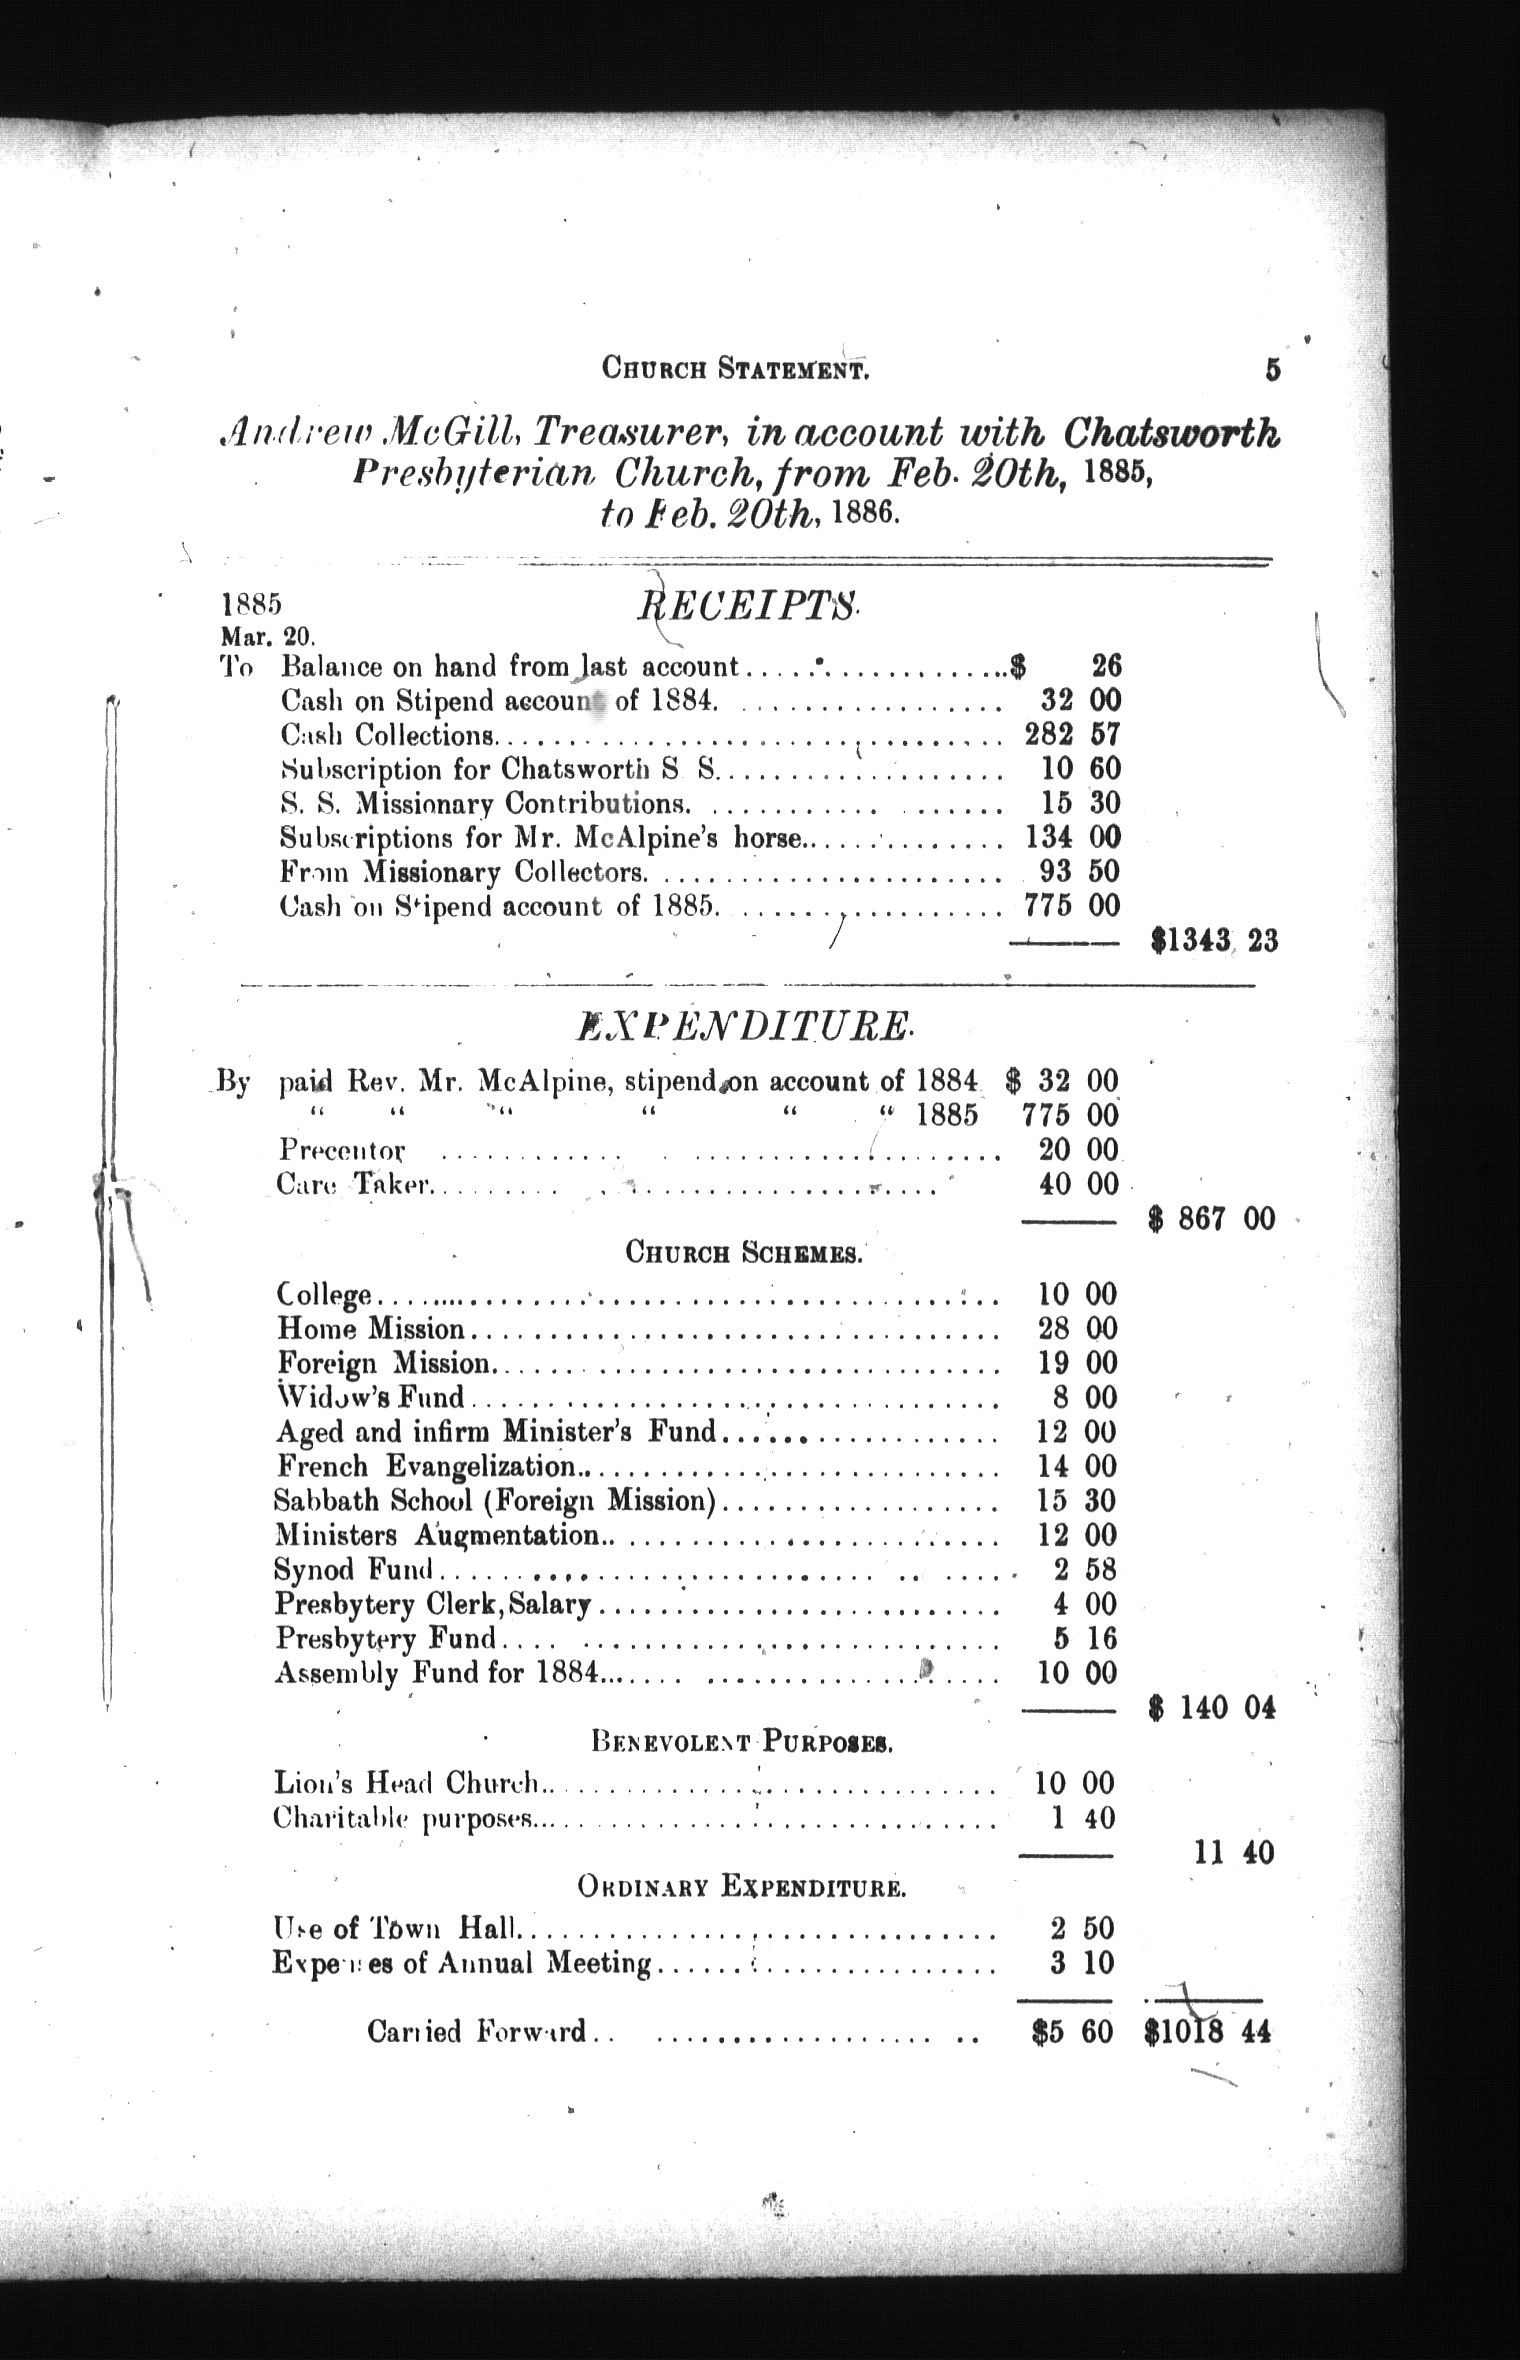 CHURCH STATEMENT. 5
Andrew McGill, Treasurer, in account with Chatsworth
Presbyterian Church, from Feb. 20th, 1885,
to Feb. 20th, 1886.
1885 RECEIPTS.
Mar. 20.
To Balance on hand from last account....................$ 26
Cash on Stipend account of 1884. ................. 32 00
Cash Collections................................ 282 57
Subscription for Chatsworth S S................... 10 60
S. S. Missionary Contributions. .................. 15 30
Subscriptions for Mr. McAlpine's horse............. 134 00
From Missionary Collectors. ...................... 93 50
Cash on Stipend account of 1885. ................. 775 00
$1343 23
EXPENDITURE.
By paid Rev. Mr. McAlpine, stipend on account of 1884 $ 32 00
“ “ “ “ “ “ 1885 775 00
Precentor ................................ 20 00
Care Taker................................ 40 00
$ 867 00
CHURCH SCHEMES.
College........................................ 10 00
Home Mission.................................. 28 00
Foreign Mission................................ 19 00
Widow's Fund.................................. 8 00
Aged and infirm Minister's Fund.................. 12 00
French Evangelization........................... 14 00
Sabbath School (Foreign Mission).................. 15 30
Ministers Augmentation.......................... 12 00
Synod Fund.................................... 2 58
Presbytery Clerk, Salary.......................... 4 00
Presbytery Fund................................ 5 16
Assembly Fund for 1884.......................... 10 00
$ 140 04
BENEVOLENT PURPOSES.
Lion's Head Church.............................. 10 00
Charitable purposes.............................. 1 40
11 40
ORDINARY EXPENDITURE.
Use of Town Hall............................... 2 50
Expenses of Annual Meeting...................... 3 10
Carried Forward.. ..................... $5 60 $1018 44